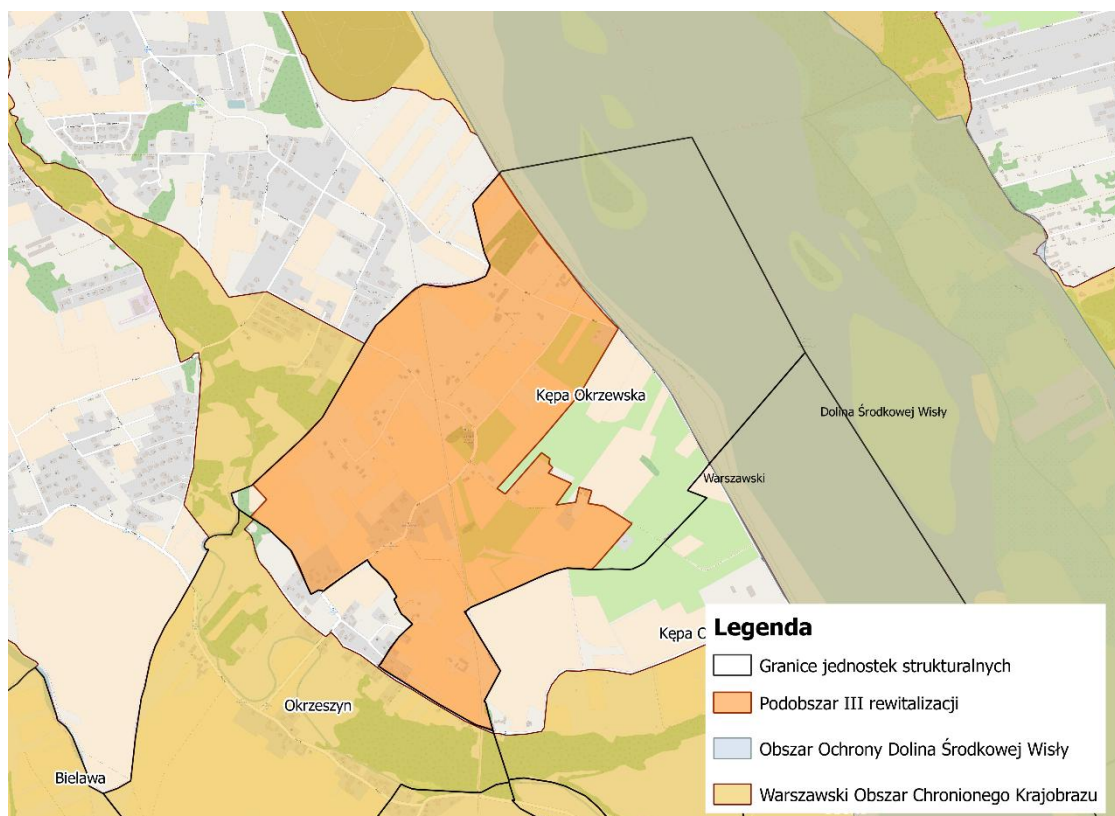 Kępa Okrzewska
Dolina Środkowej Wisły
Warszawski
Kępa O
Okrzeszyn
Bielawa
Legenda
Granice jednostek strukturalnych
Podobszar III rewitalizacji
Obszar Ochrony Dolina Środkowej Wisły
Warszawski Obszar Chronionego Krajobrazu